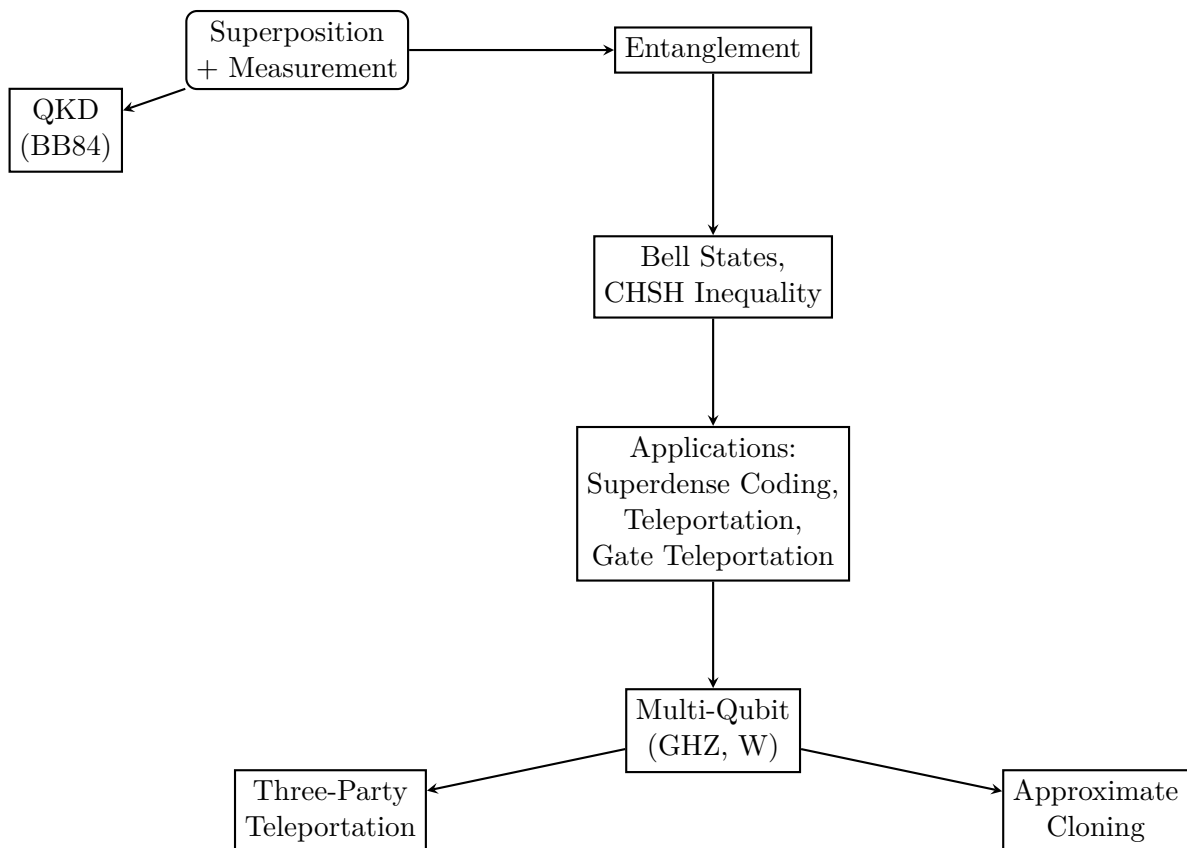 Superposition
+ Measurement
Entanglement
QKD
(BB84)
Bell States,
CHSH Inequality
Applications:
Superdense Coding,
Teleportation,
Gate Teleportation
Multi-Qubit
(GHZ, W)
Three-Party
Teleportation
Approximate
Cloning